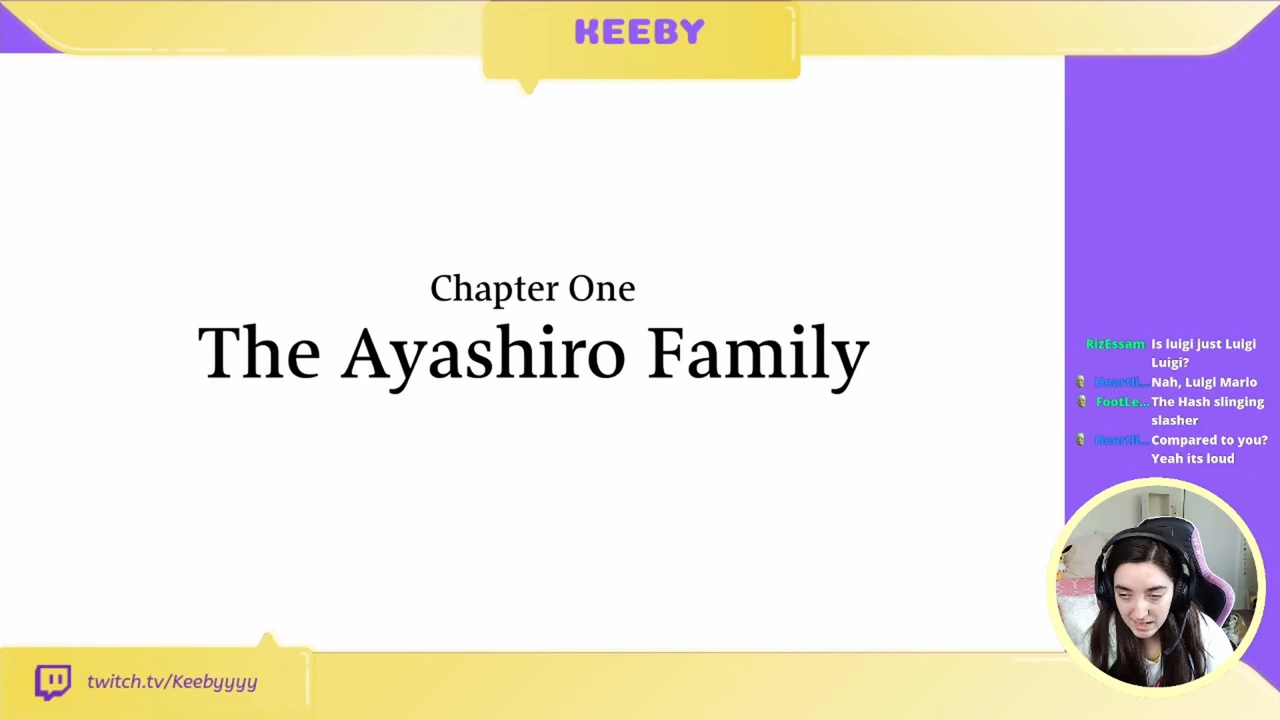 KEEBY
Chapter One
The Ayashiro Family
RizEssam Is luigi just Luigi
Luigi?
Nah, Luigi Mario
FootLe... The Hash slinging
slasher
Compared to you?
Yeah its loud
twitch.tv/Keebyyyy